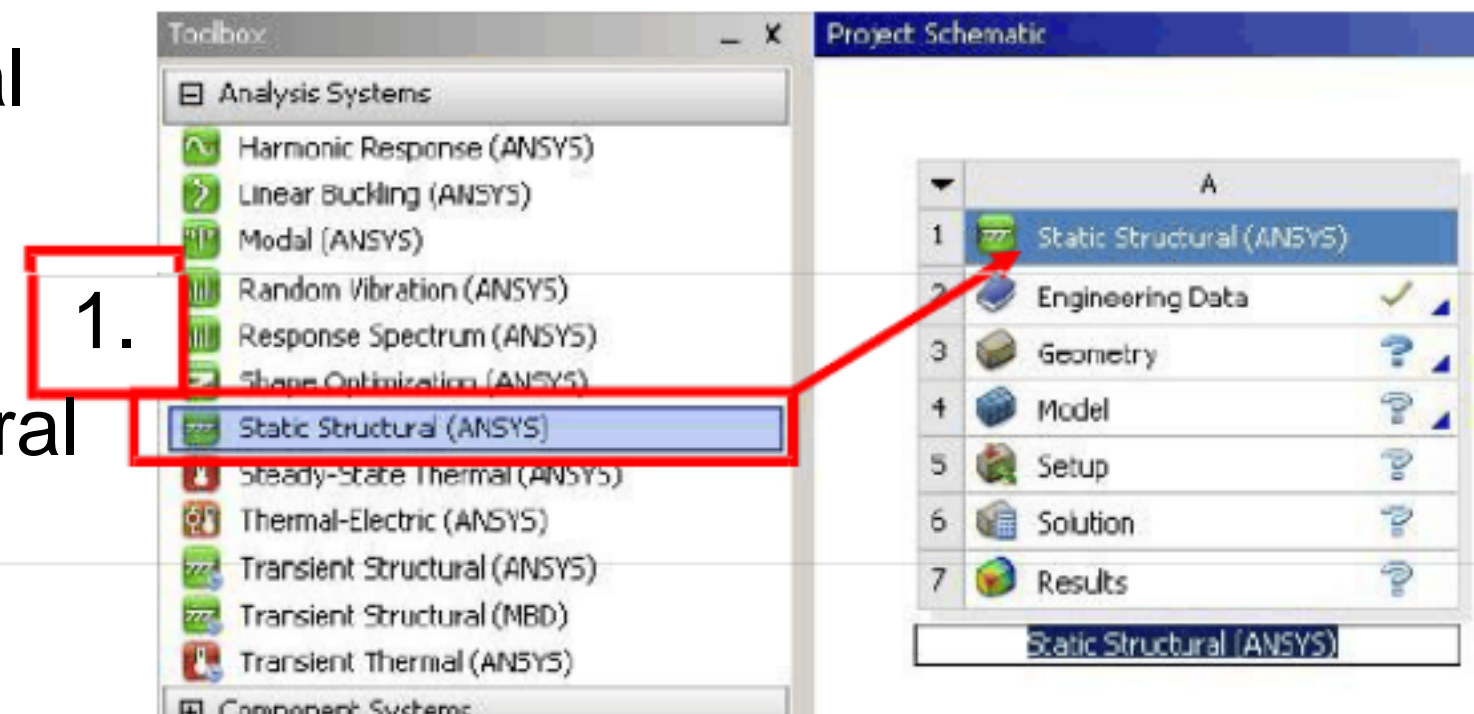 al
1.
ral
Toolbox
Analysis Systems
Harmonic Response (ANSYS)
Linear Buckling (ANSYS)
Modal (ANSYS)
Random Vibration (ANSYS)
Response Spectrum (ANSYS)
Shape Optimization (ANSYS)
Static Structural (ANSYS)
Steady-State Thermal (ANSYS)
Thermal-Electric (ANSYS)
Transient Structural (ANSYS)
Transient Structural (MBD)
Transient Thermal (ANSYS)
Component Systems
Project Schematic
A
1 Static Structural (ANSYS)
2 Engineering Data
3 Geometry ?
4 Model ?
5 Setup ?
6 Solution ?
7 Results ?
Static Structural (ANSYS)